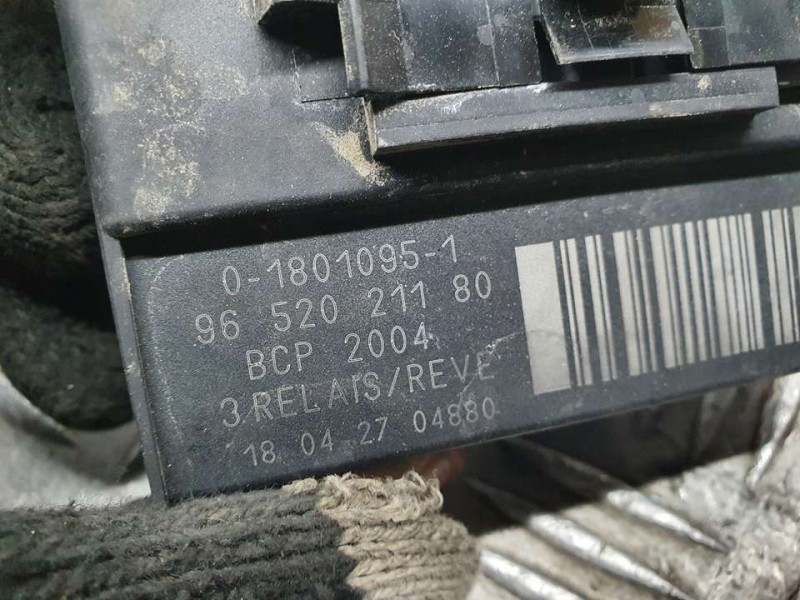 0-1801095-1
96 520 211 80
BCP 2004
3 RELAIS/REVE
18 04 27 04880